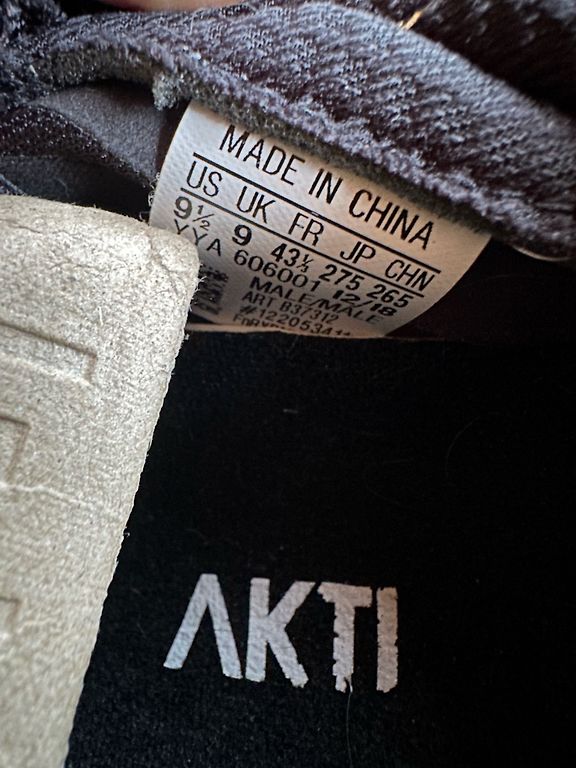 MADE IN CHINA
US UK FR JP CHN
9½ 9 43⅓ 275 265
YYA 606001 12/18
MALE/MALE
ART B37312
AKTI